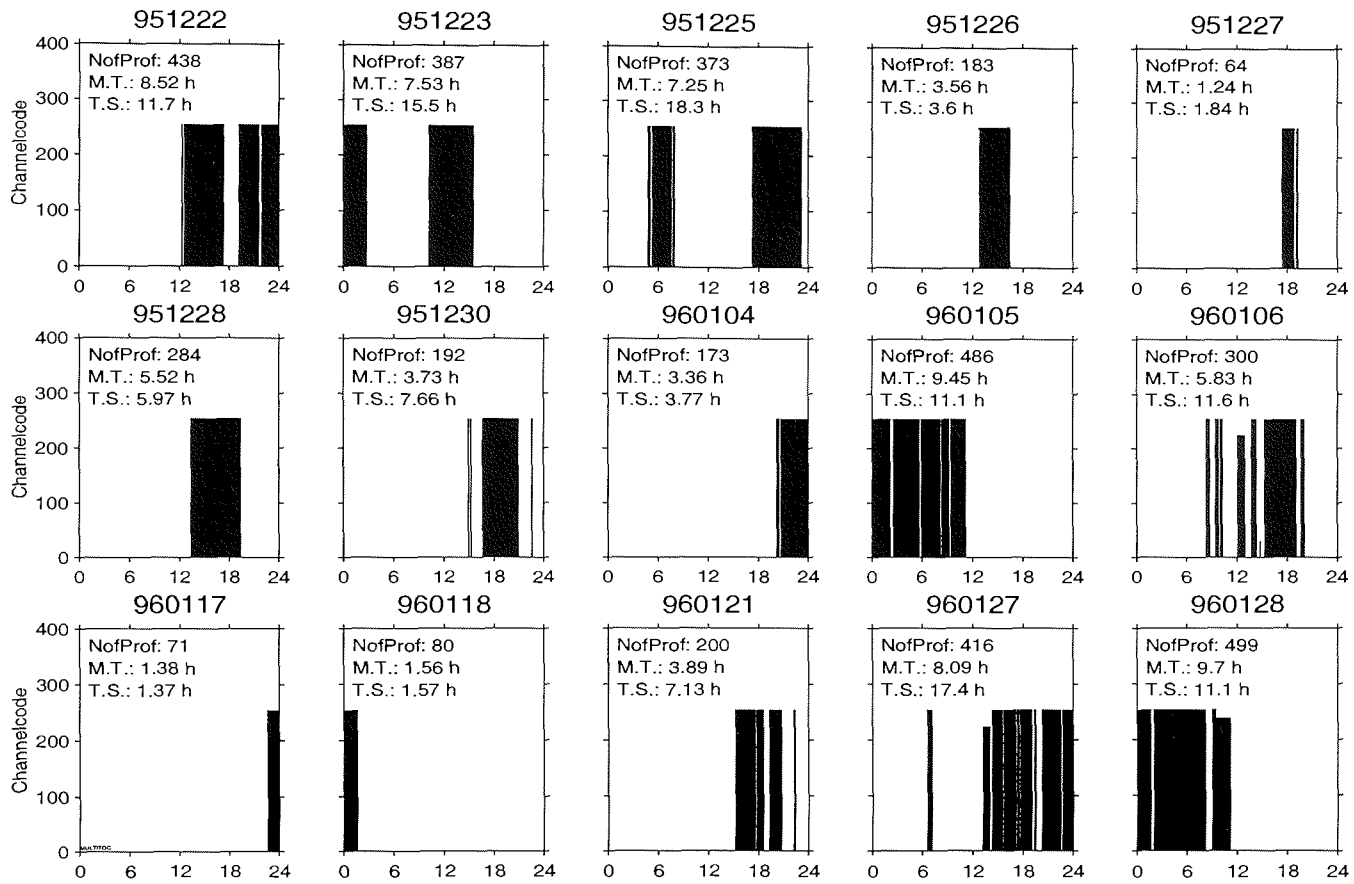 951222 951223 951225 951226 951227
400
NofProf: 438 NofProf: 387 NofProf: 373 NofProf: 183 NofProf: 64
M.T.: 8.52 h M.T.: 7.53 h M.T.: 7.25 h M.T.: 3.56 h M.T.: 1.24 h
300
T.S.: 11.7 h T.S.: 15.5 h T.S.: 18.3 h T.S.: 3.6 h T.S.: 1.84 h
200
Channelcode
100
0
0 6 12 18 24 0 6 12 18 24 0 6 12 18 24 0 6 12 18 24 0 6 12 18 24
951228 951230 960104 960105 960106
400
NofProf: 284 NofProf: 192 NofProf: 173 NofProf: 486 NofProf: 300
M.T.: 5.52 h M.T.: 3.73 h M.T.: 3.36 h M.T.: 9.45 h M.T.: 5.83 h
300
T.S.: 5.97 h T.S.: 7.66 h T.S.: 3.77 h T.S.: 11.1 h T.S.: 11.6 h
200
Channelcode
100
0
0 6 12 18 24 0 6 12 18 24 0 6 12 18 24 0 6 12 18 24 0 6 12 18 24
960117 960118 960121 960127 960128
400
NofProf: 71 NofProf: 80 NofProf: 200 NofProf: 416 NofProf: 499
M.T.: 1.38 h M.T.: 1.56 h M.T.: 3.89 h M.T.: 8.09 h M.T.: 9.7 h
300
T.S.: 1.37 h T.S.: 1.57 h T.S.: 7.13 h T.S.: 17.4 h T.S.: 11.1 h
200
Channelcode
100
0
0 6 12 18 24 0 6 12 18 24 0 6 12 18 24 0 6 12 18 24 0 6 12 18 24